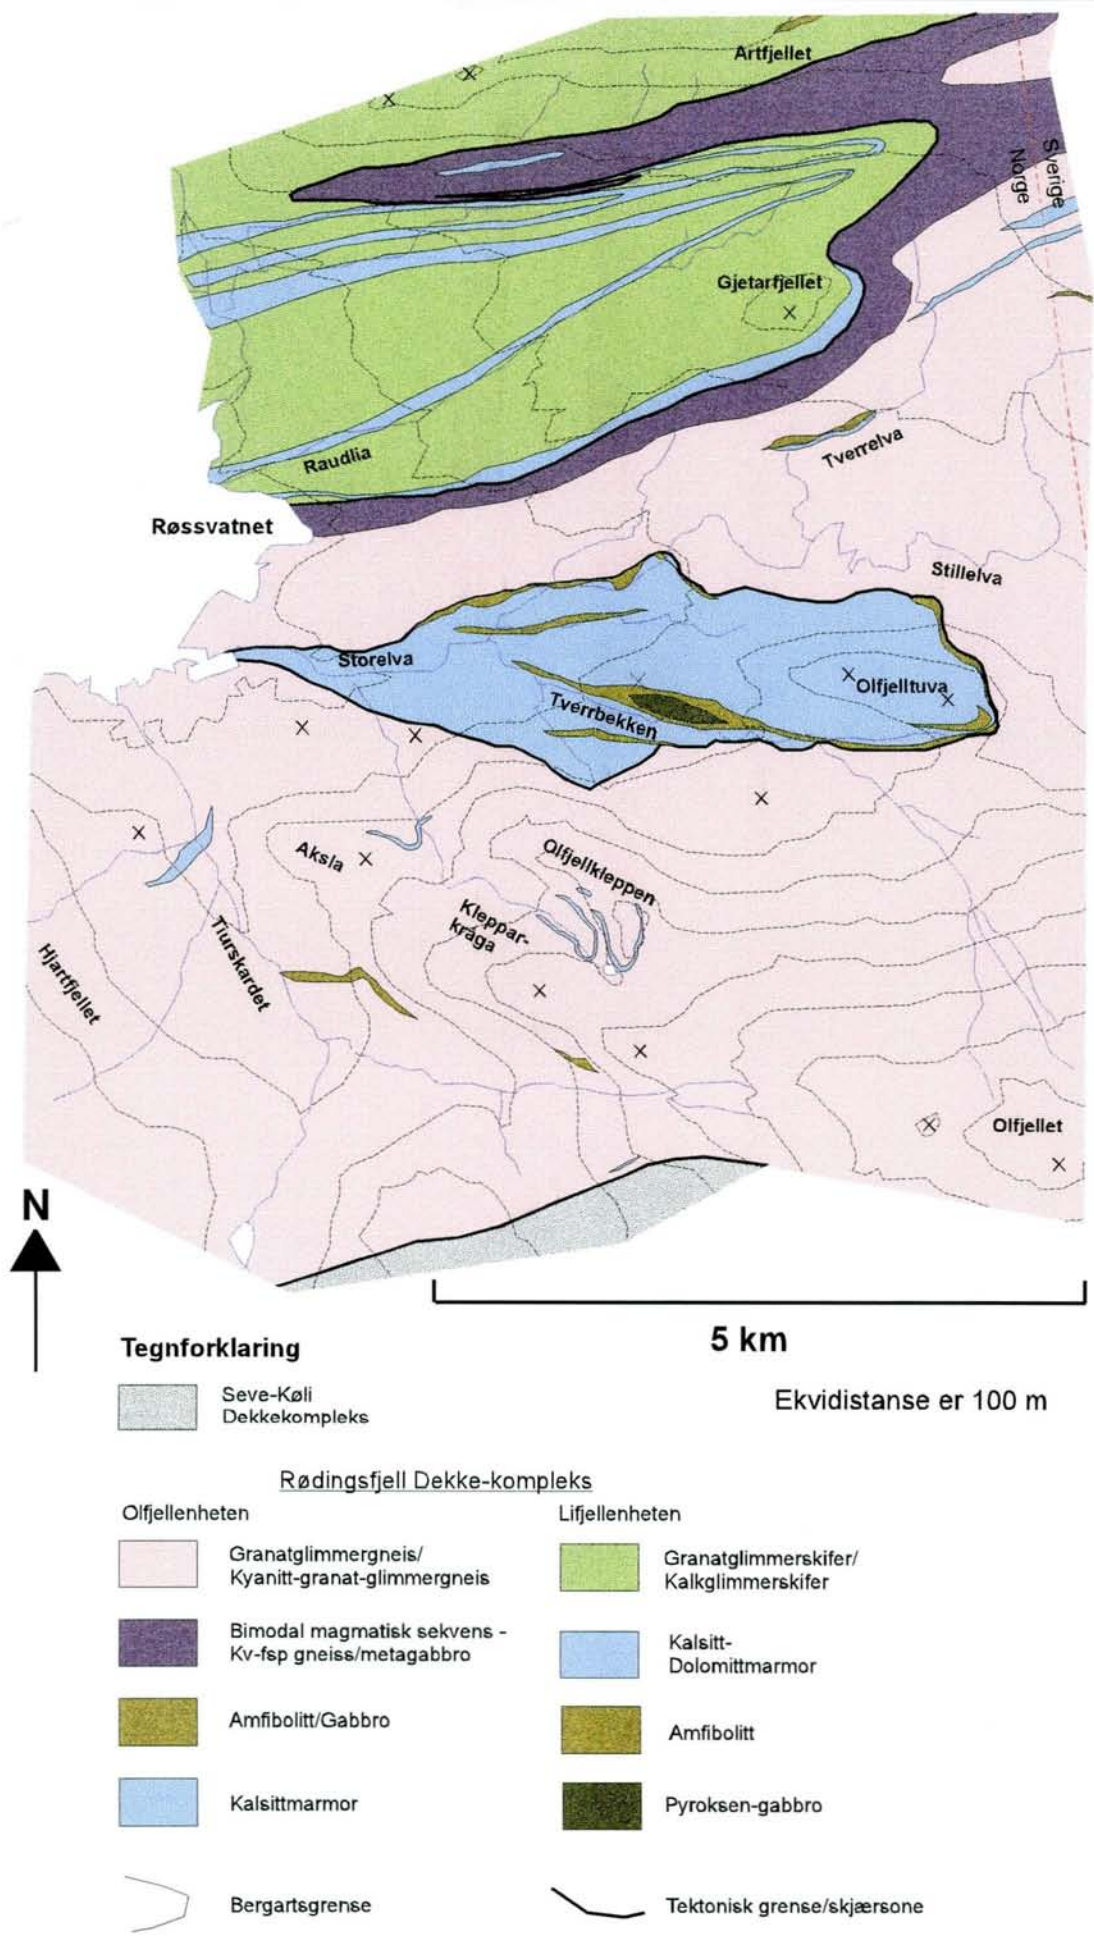 Artfjellet
Sverige
Norge
Gjetarfjellet
Tverrelva
Raudlia
Røssvatnet
Stillelva
Storelva
Olfjelltuva
Tverrbekken
Aksla
Olfjellkleppen
Kleppar-
kråga
Tiurskardet
Hjartfjellet
Olfjellet
N
5 km
Tegnforklaring
Ekvidistanse er 100 m
Seve-Køli
Dekkekompleks
Rødingsfjell Dekke-kompleks
Olfjellenheten
Lifjellenheten
Granatglimmergneis/
Kyanitt-granat-glimmergneis
Granatglimmerskifer/
Kalkglimmerskifer
Bimodal magmatisk sekvens -
Kv-fsp gneiss/metagabbro
Kalsitt-
Dolomittmarmor
Amfibolitt/Gabbro
Amfibolitt
Kalsittmarmor
Pyroksen-gabbro
Bergartsgrense
Tektonisk grense/skjærsone